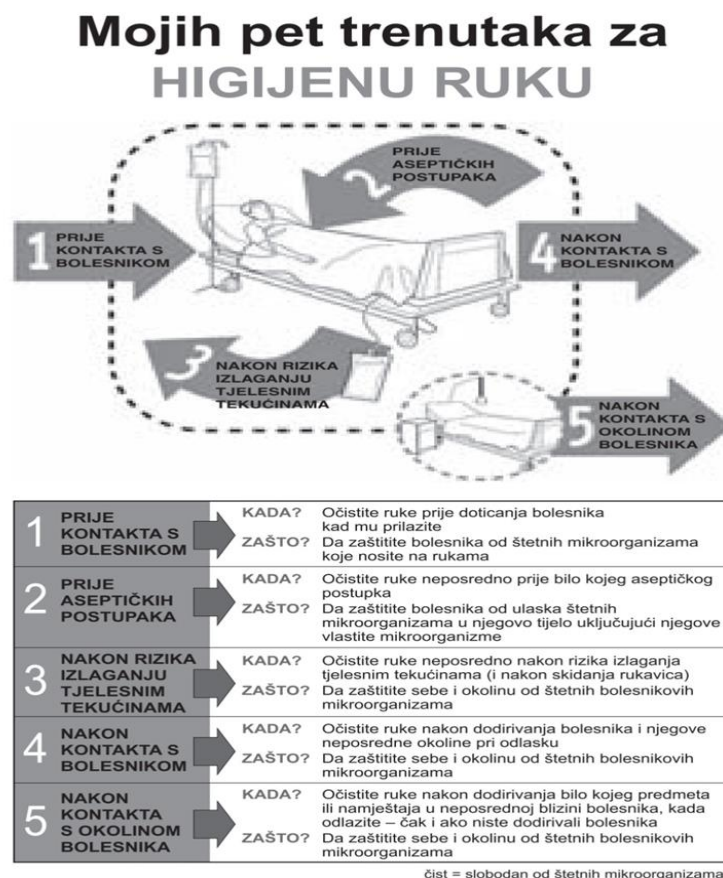 Mojih pet trenutaka za
HIGIJENU RUKU
2 PRIJE
ASEPTIČKIH
POSTUPAKA
1 PRIJE
KONTAKTA S
BOLESNIKOM
4 NAKON
KONTAKTA S
BOLESNIKOM
3 NAKON RIZIKA
IZLAGANJU
TJELESNIM
TEKUĆINAMA
5 NAKON
KONTAKTA S
OKOLINOM
BOLESNIKA
1 PRIJE
KONTAKTA S
BOLESNIKOM
KADA? Očistite ruke prije doticanja bolesnika
kad mu prilazite
ZAŠTO? Da zaštitite bolesnika od štetnih mikroorganizama
koje nosite na rukama
2 PRIJE
ASEPTIČKIH
POSTUPAKA
KADA? Očistite ruke neposredno prije bilo kojeg aseptičkog
postupka
ZAŠTO? Da zaštitite bolesnika od ulaska štetnih
mikroorganizama u njegovo tijelo uključujući njegove
vlastite mikroorganizme
3 NAKON RIZIKA
IZLAGANJU
TJELESNIM
TEKUĆINAMA
KADA? Očistite ruke neposredno nakon rizika izlaganja
tjelesnim tekućinama (i nakon skidanja rukavica)
ZAŠTO? Da zaštitite sebe i okolinu od štetnih bolesnikovih
mikroorganizama
4 NAKON
KONTAKTA S
BOLESNIKOM
KADA? Očistite ruke nakon dodirivanja bolesnika i njegove
neposredne okoline pri odlasku
ZAŠTO? Da zaštitite sebe i okolinu od štetnih bolesnikovih
mikroorganizama
5 NAKON
KONTAKTA
S OKOLINOM
BOLESNIKA
KADA? Očistite ruke nakon dodirivanja bilo kojeg predmeta
ili namještaja u neposrednoj blizini bolesnika, kada
odlazite – čak i ako niste dodirivali bolesnika
ZAŠTO? Da zaštitite sebe i okolinu od štetnih bolesnikovih
mikroorganizama
čist = slobodan od štetnih mikroorganizama